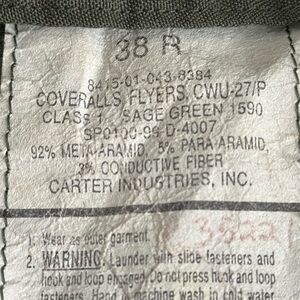 38 R
8415-01-043-8384
COVERALLS, FLYERS, CWU-27/P
CLASS 1, SAGE GREEN 1590
SP0100-96-D-4007
92% META-ARAMID, 5% PARA-ARAMID,
3% CONDUCTIVE FIBER
CARTER INDUSTRIES, INC.
1. Wear as outer garment.
2. WARNING. Launder with slide fasteners and
hook and loop engaged. Do not press hook and loop
fasteners. Hand or machine wash in cold water